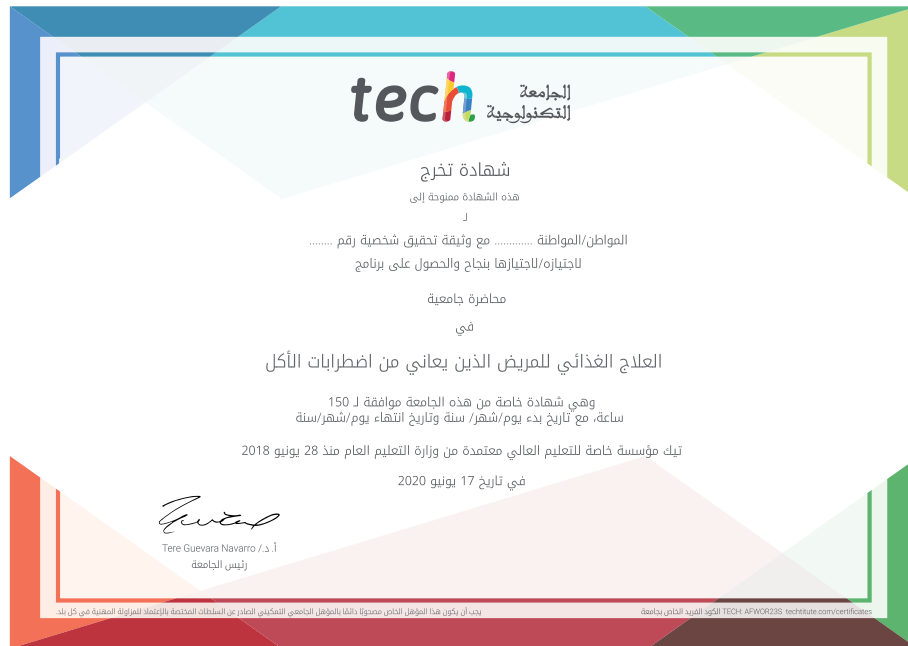 tech الجامعة
التكنولوجية
شهادة تخرج
هذه الشهادة ممنوحة إلى
لـ
المواطن/المواطنة ............. مع وثيقة تحقيق شخصية رقم ........
لاجتيازه/لاجتيازها بنجاح والحصول على برنامج
محاضرة جامعية
في
العلاج الغذائي للمريض الذين يعاني من اضطرابات الأكل
وهي شهادة خاصة من هذه الجامعة موافقة لـ 150
ساعة، مع تاريخ بدء يوم/شهر/ سنة وتاريخ انتهاء يوم/شهر/سنة
تيك مؤسسة خاصة للتعليم العالي معتمدة من وزارة التعليم العام منذ 28 يونيو 2018
في تاريخ 17 يونيو 2020
أ.د./ Tere Guevara Navarro
رئيس الجامعة
يجب أن يكون هذا المؤهل الخاص مصحوبًا دائمًا بالمؤهل الجامعي التمكيني الصادر عن السلطات المختصة بالإعتماد للمزاولة المهنية في كل بلد.
الكود الفريد الخاص بجامعة TECH: AFWOR23S techtitute.com/certificates